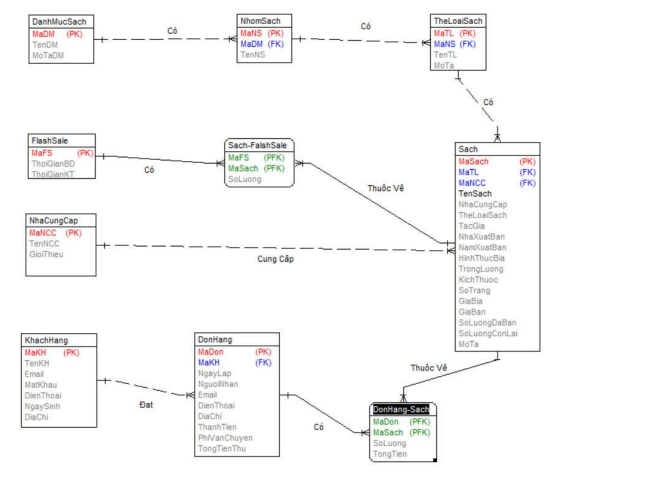 DanhMucSach
MaDM (PK)
TenDM
MoTaDM
Có
NhomSach
MaNS (PK)
MaDM (FK)
TenNS
Có
TheLoaiSach
MaTL (PK)
MaNS (FK)
TenTL
MoTa
Có
FlashSale
MaFS (PK)
ThoiGianBD
ThoiGianKT
Có
Sach-FalshSale
MaFS (PFK)
MaSach (PFK)
SoLuong
Thuôc Vê
Sach
MaSach (PK)
MaTL (FK)
MaNCC (FK)
TenSach
NhaCungCap
TheLoaiSach
TacGia
NhaXuatBan
NamXuatBan
HinhThucBia
TrongLuong
KichThuoc
SoTrang
GiaBia
GiaBan
SoLuongDaBan
SoLuongConLai
MoTa
NhaCungCap
MaNCC (PK)
TenNCC
GioiThieu
Cung Cấp
KhachHang
MaKH (PK)
TenKH
Email
MatKhau
DienThoai
NgaySinh
DiaChi
Đat
DonHang
MaDon (PK)
MaKH (FK)
NgayLap
NguoiNhan
Email
DienThoai
DiaChi
ThanhTien
PhiVanChuyen
TongTienThu
Có
Thuôc Vê
DonHang-Sach
MaDon (PFK)
MaSach (PFK)
SoLuong
TongTien